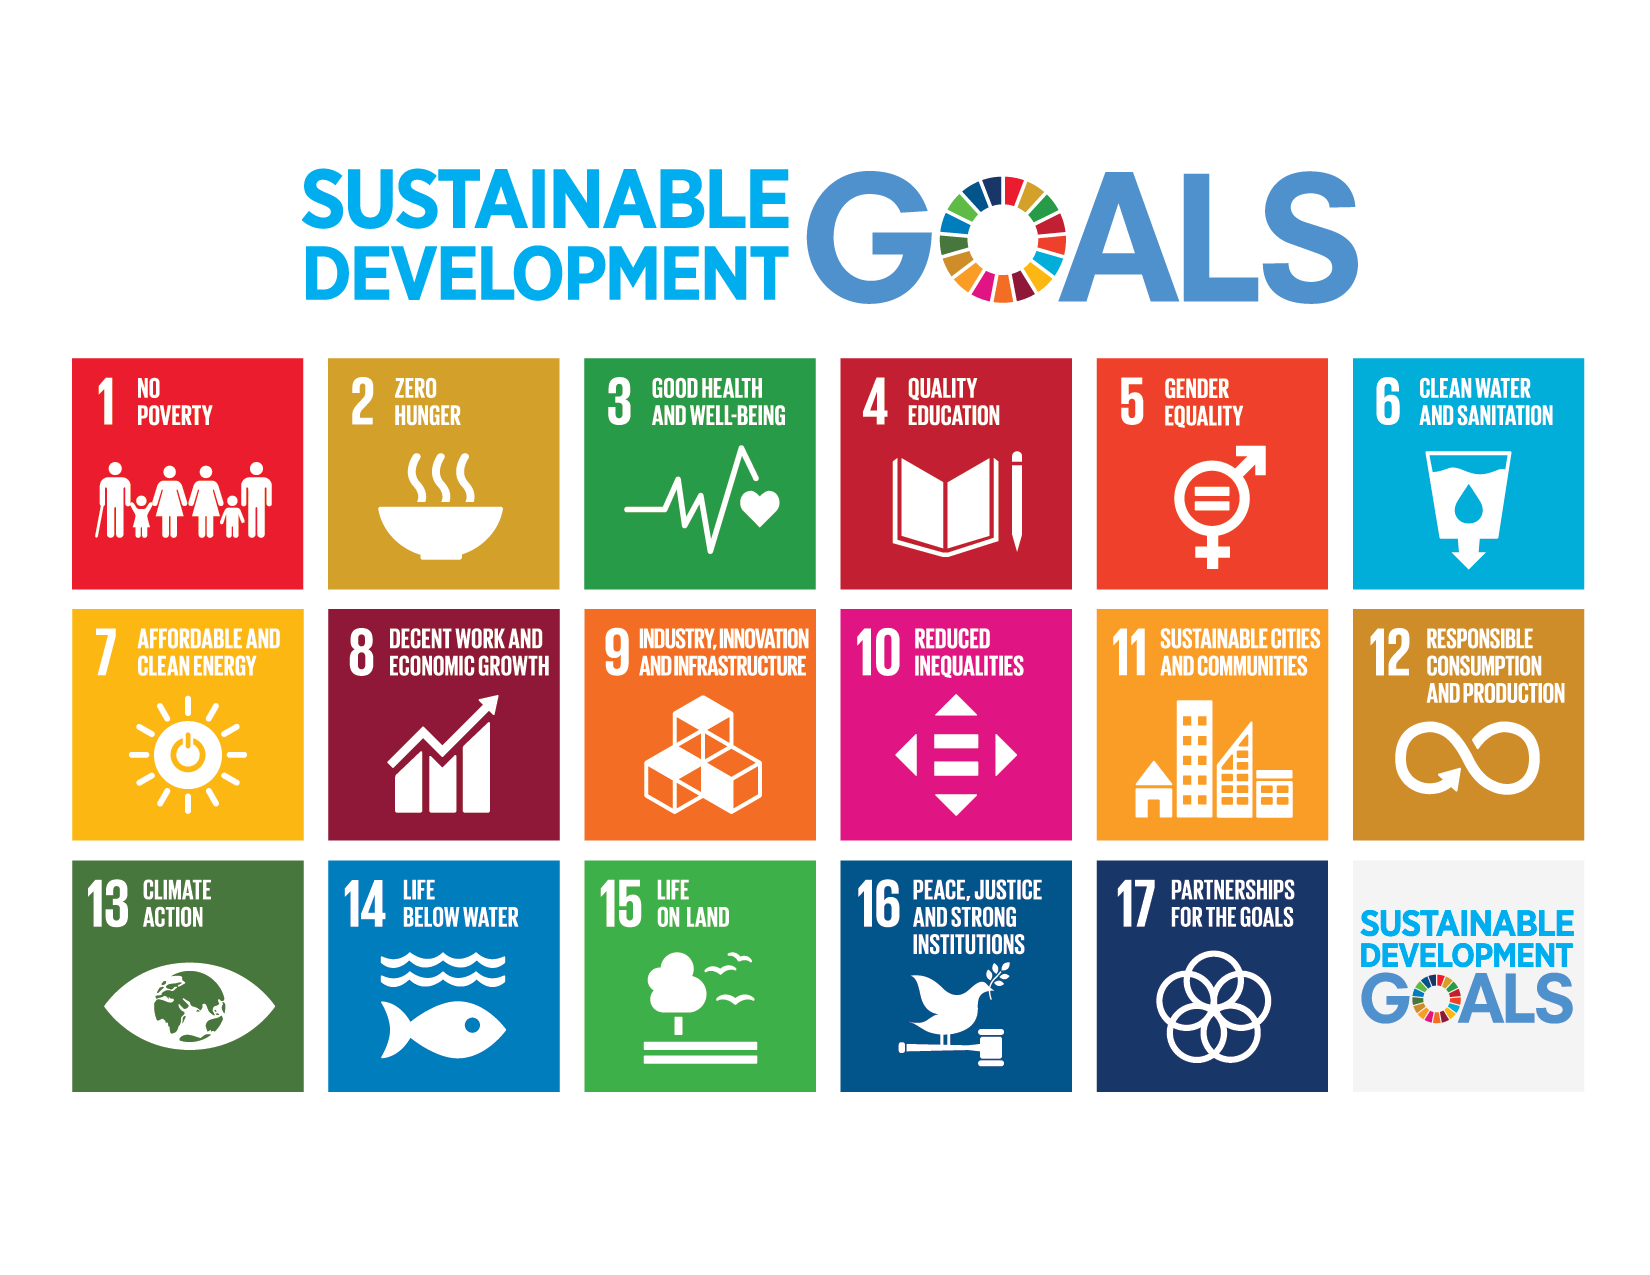 SUSTAINABLE
DEVELOPMENT
GOALS
1 NO
POVERTY
2 ZERO
HUNGER
3 GOOD HEALTH
AND WELL-BEING
4 QUALITY
EDUCATION
5 GENDER
EQUALITY
6 CLEAN WATER
AND SANITATION
7 AFFORDABLE AND
CLEAN ENERGY
8 DECENT WORK AND
ECONOMIC GROWTH
9 INDUSTRY, INNOVATION
AND INFRASTRUCTURE
10 REDUCED
INEQUALITIES
11 SUSTAINABLE CITIES
AND COMMUNITIES
12 RESPONSIBLE
CONSUMPTION
AND PRODUCTION
13 CLIMATE
ACTION
14 LIFE
BELOW WATER
15 LIFE
ON LAND
16 PEACE, JUSTICE
AND STRONG
INSTITUTIONS
17 PARTNERSHIPS
FOR THE GOALS
SUSTAINABLE
DEVELOPMENT
GOALS